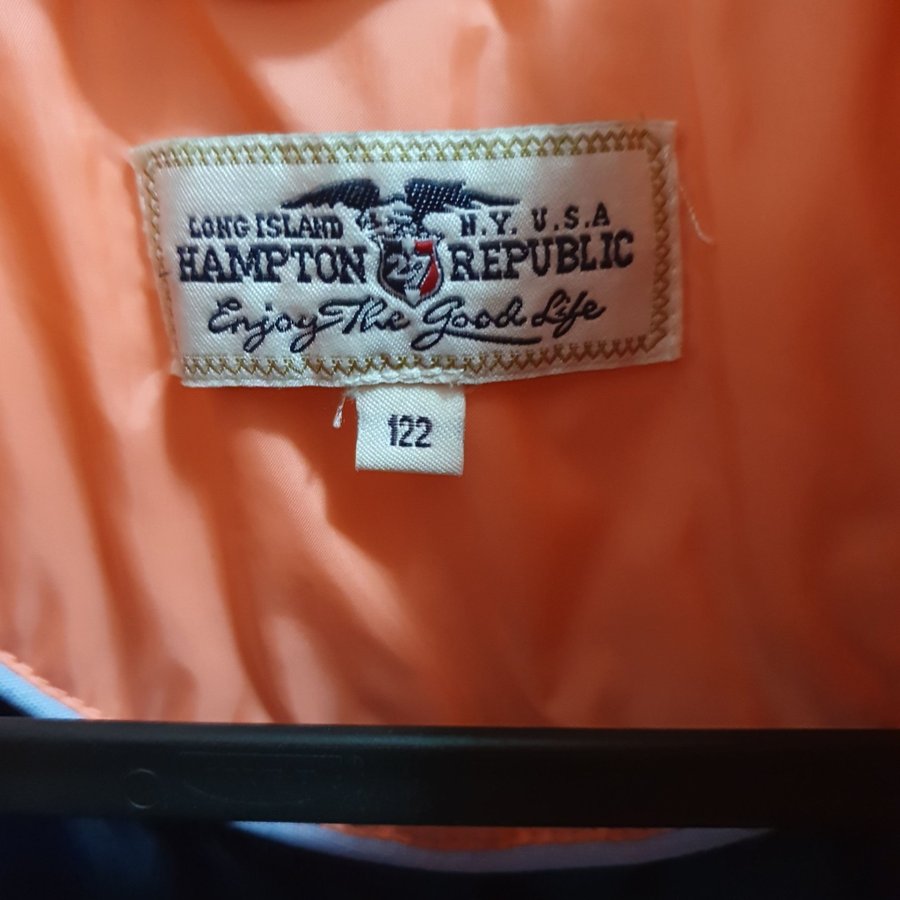 LONG ISLAND N.Y. U.S.A
HAMPTON 27 REPUBLIC
Enjoy The Good Life
122